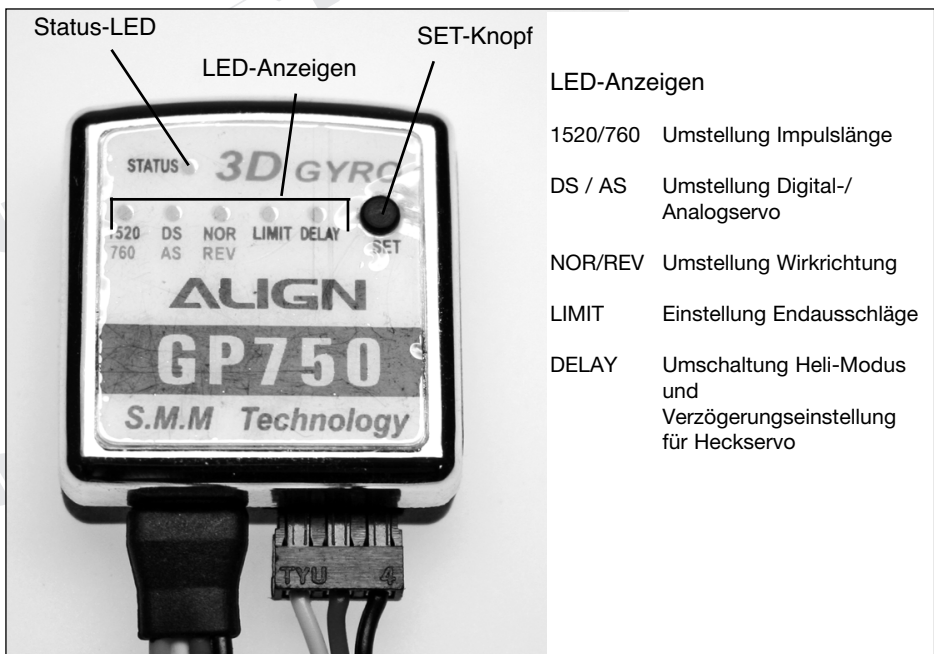 Status-LED
SET-Knopf
LED-Anzeigen
STATUS
3D GYRO
1520 DS NOR LIMIT DELAY
760 AS REV
SET
ALIGN
GP750
S.M.M Technology
TYU 4
LED-Anzeigen
1520/760 Umstellung Impulslänge
DS / AS Umstellung Digital-/
Analogservo
NOR/REV Umstellung Wirkrichtung
LIMIT Einstellung Endausschläge
DELAY Umschaltung Heli-Modus
und
Verzögerungseinstellung
für Heckservo